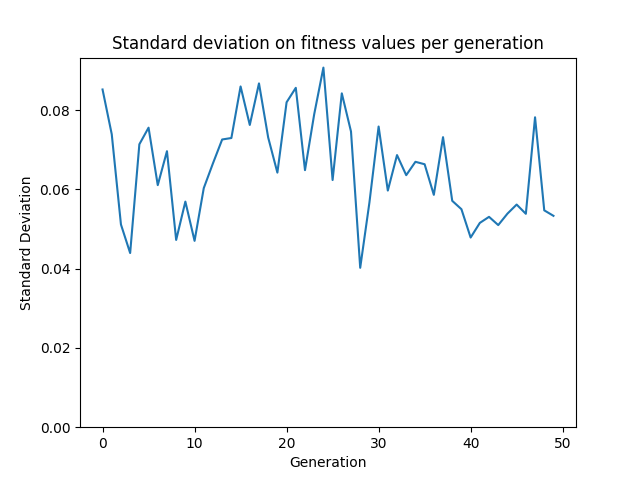 Standard deviation on fitness values per generation
Standard Deviation
0.08
0.06
0.04
0.02
0.00
0 10 20 30 40 50
Generation